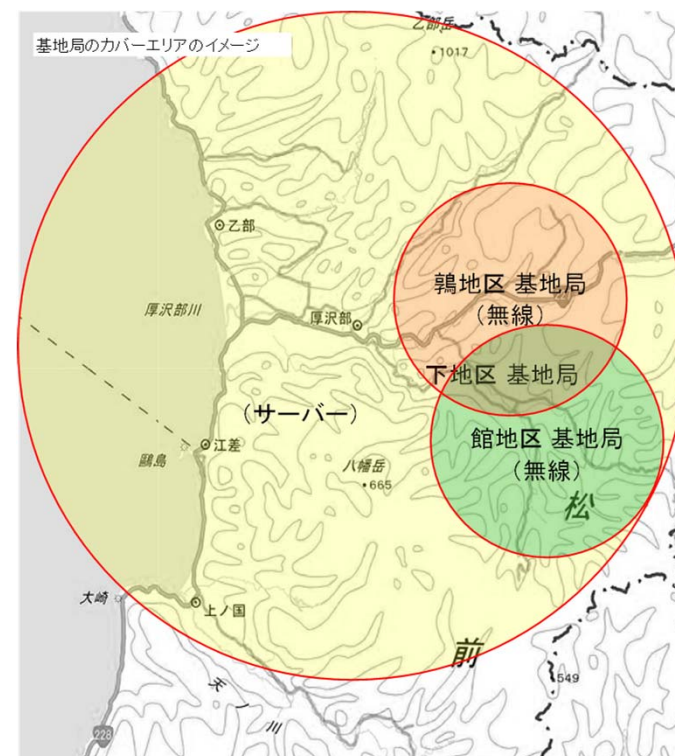 基地局のカバーエリアのイメージ
乙部岳
1017
乙部
鶉地区 基地局
(無線)
厚沢部川
厚沢部
下地区 基地局
(サーバー)
館地区 基地局
(無線)
江差
鷗島
八幡岳
665
松
大崎
上ノ国
前
549
天ノ川
228